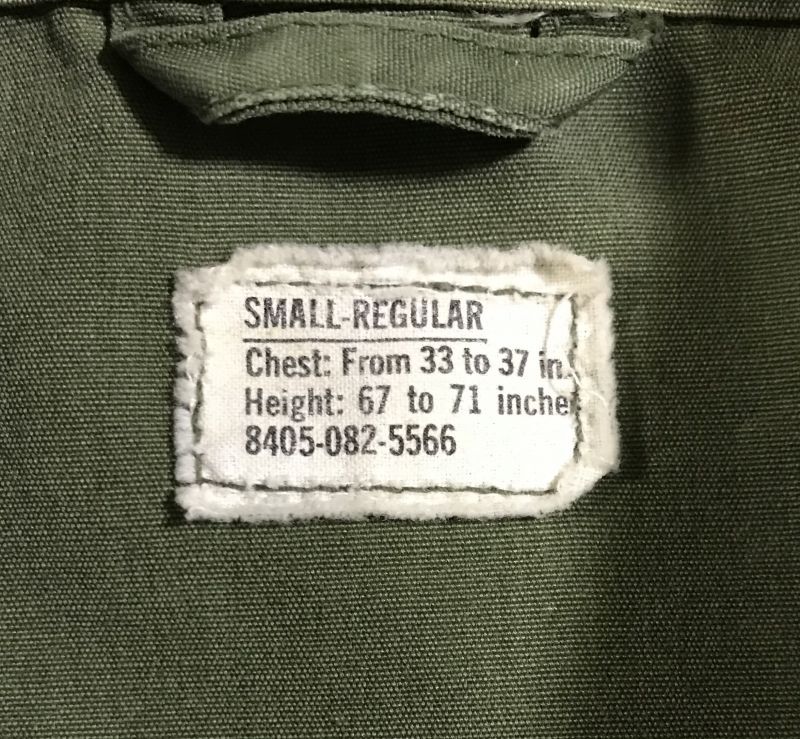 SMALL-REGULAR
Chest: From 33 to 37 in.
Height: 67 to 71 inche
8405-082-5566